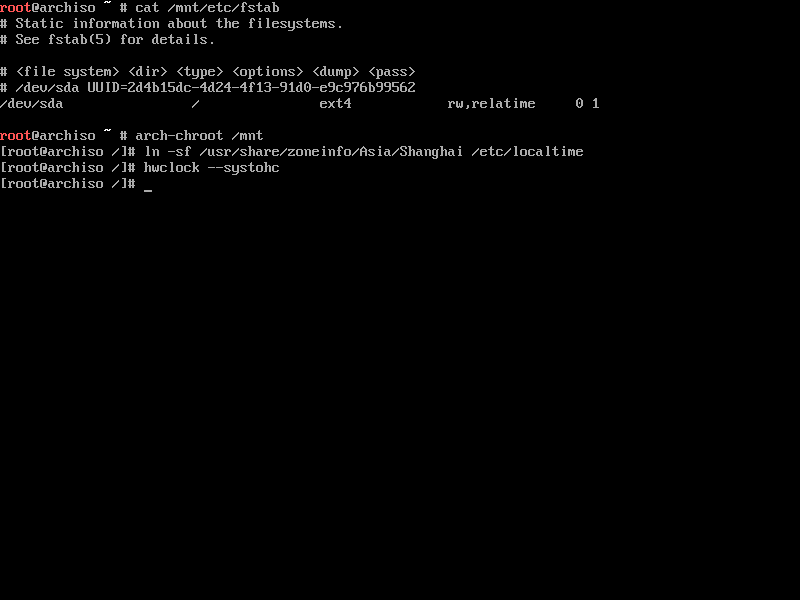 root@archiso ~ # cat /mnt/etc/fstab
# Static information about the filesystems.
# See fstab(5) for details.
# <file system> <dir> <type> <options> <dump> <pass>
# /dev/sda UUID=2d4b15dc-4d24-4f13-91d0-e9c976b99562
/dev/sda / ext4 rw,relatime 0 1
root@archiso ~ # arch-chroot /mnt
[root@archiso /]# ln -sf /usr/share/zoneinfo/Asia/Shanghai /etc/localtime
[root@archiso /]# hwclock --systohc
[root@archiso /]# _